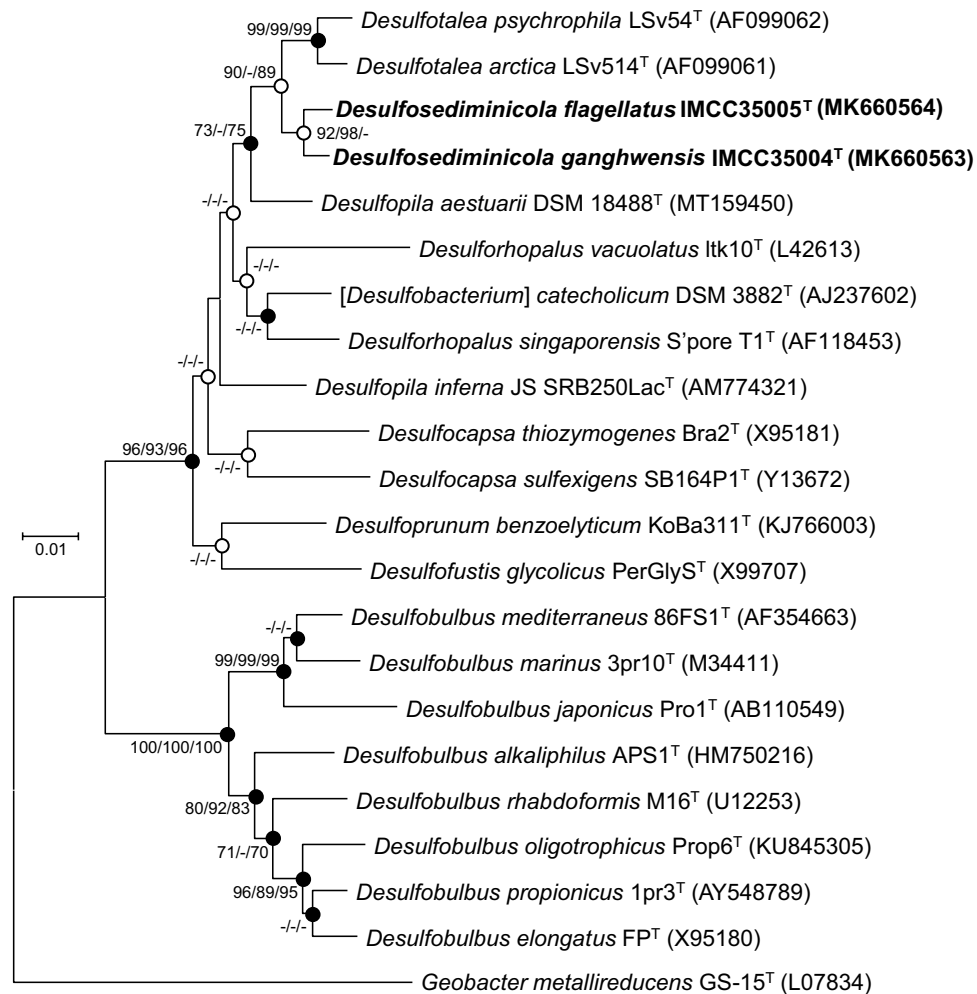 99/99/99
Desulfotalea psychrophila LSv54ᵀ (AF099062)
Desulfotalea arctica LSv514ᵀ (AF099061)
90/-/89
Desulfosediminicola flagellatus IMCC35005ᵀ (MK660564)
92/98/-
73/-/75
Desulfosediminicola ganghwensis IMCC35004ᵀ (MK660563)
-/-/-
Desulfopila aestuarii DSM 18488ᵀ (MT159450)
Desulforhopalus vacuolatus ltk10ᵀ (L42613)
-/-/-
[Desulfobacterium] catecholicum DSM 3882ᵀ (AJ237602)
-/-/-
Desulforhopalus singaporensis S'pore T1ᵀ (AF118453)
-/-/-
Desulfopila inferna JS SRB250Lacᵀ (AM774321)
Desulfocapsa thiozymogenes Bra2ᵀ (X95181)
96/93/96
-/-/-
Desulfocapsa sulfexigens SB164P1ᵀ (Y13672)
Desulfoprunum benzoelyticum KoBa311ᵀ (KJ766003)
0.01
-/-/-
Desulfofustis glycolicus PerGlySᵀ (X99707)
Desulfobulbus mediterraneus 86FS1ᵀ (AF354663)
-/-/-
99/99/99
Desulfobulbus marinus 3pr10ᵀ (M34411)
Desulfobulbus japonicus Pro1ᵀ (AB110549)
100/100/100
Desulfobulbus alkaliphilus APS1ᵀ (HM750216)
80/92/83
Desulfobulbus rhabdoformis M16ᵀ (U12253)
71/-/70
Desulfobulbus oligotrophicus Prop6ᵀ (KU845305)
96/89/95
Desulfobulbus propionicus 1pr3ᵀ (AY548789)
-/-/-
Desulfobulbus elongatus FPᵀ (X95180)
Geobacter metallireducens GS-15ᵀ (L07834)